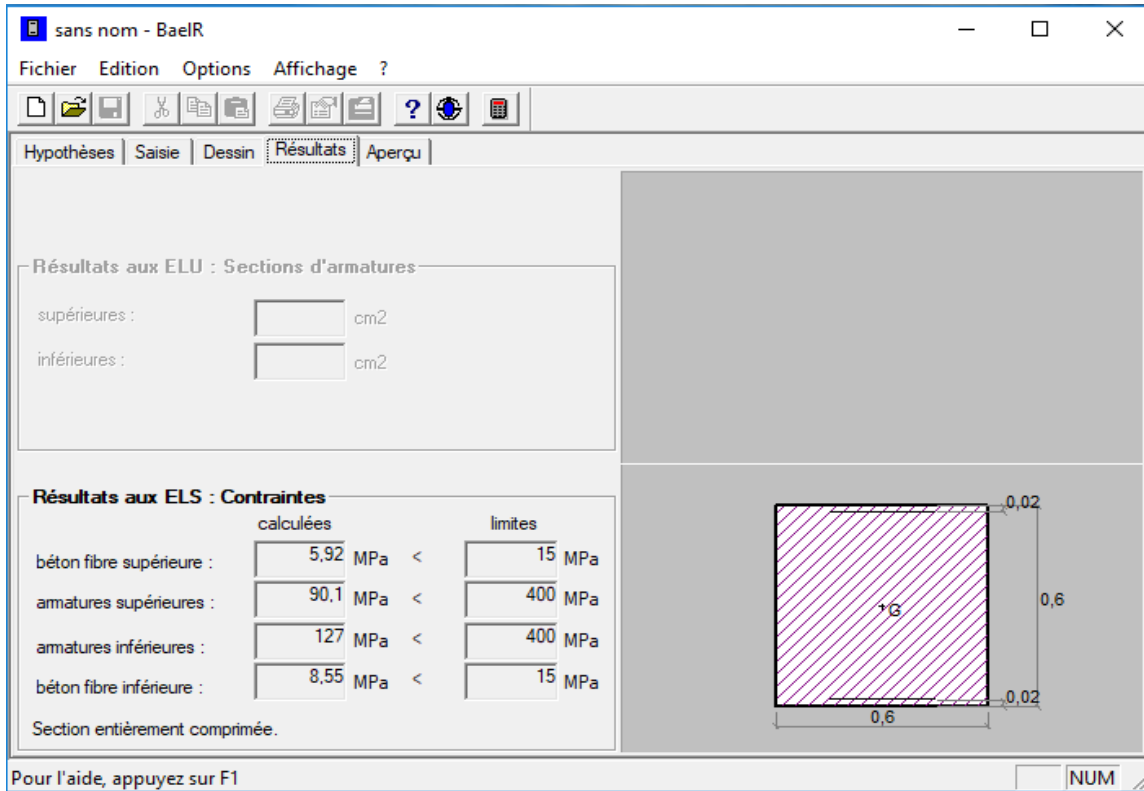 sans nom - BaelR
Fichier Edition Options Affichage ?
Hypothèses Saisie Dessin Résultats Aperçu
Résultats aux ELU : Sections d'armatures
supérieures : cm2
inférieures : cm2
Résultats aux ELS : Contraintes
calculées limites
béton fibre supérieure : 5,92 MPa < 15 MPa
armatures supérieures : 90,1 MPa < 400 MPa
armatures inférieures : 127 MPa < 400 MPa
béton fibre inférieure : 8,55 MPa < 15 MPa
Section entièrement comprimée.
0,02
+G
0,6
0,02
0,6
Pour l'aide, appuyez sur F1 NUM